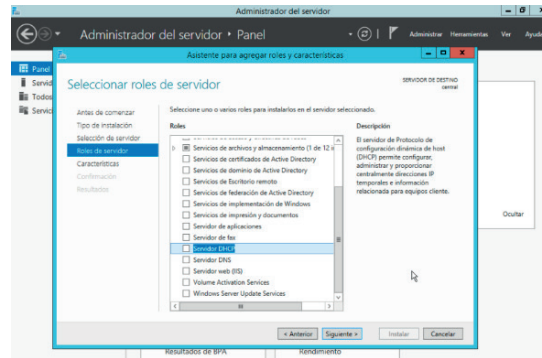 Administrador del servidor
Administrador del servidor • Panel
Administrar Herramientas Ver Ayuda
Panel
Servid
Todos
Servici
Asistente para agregar roles y características
Seleccionar roles de servidor
SERVIDOR DE DESTINO
central
Antes de comenzar
Tipo de instalación
Selección de servidor
Roles de servidor
Características
Confirmación
Resultados
Seleccione uno o varios roles para instalarlos en el servidor seleccionado.
Roles
Servicios de archivos y almacenamiento (1 de 12 i
Servicios de certificados de Active Directory
Servicios de dominio de Active Directory
Servicios de Escritorio remoto
Servicios de federación de Active Directory
Servicios de implementación de Windows
Servicios de impresión y documentos
Servidor de aplicaciones
Servidor de fax
Servidor DHCP
Servidor DNS
Servidor web (IIS)
Volume Activation Services
Windows Server Update Services
Descripción
El servidor de Protocolo de
configuración dinámica de host
(DHCP) permite configurar,
administrar y proporcionar
centralmente direcciones IP
temporales e información
relacionada para equipos cliente.
Ocultar
< Anterior Siguiente > Instalar Cancelar
Resultados de BPA Rendimiento